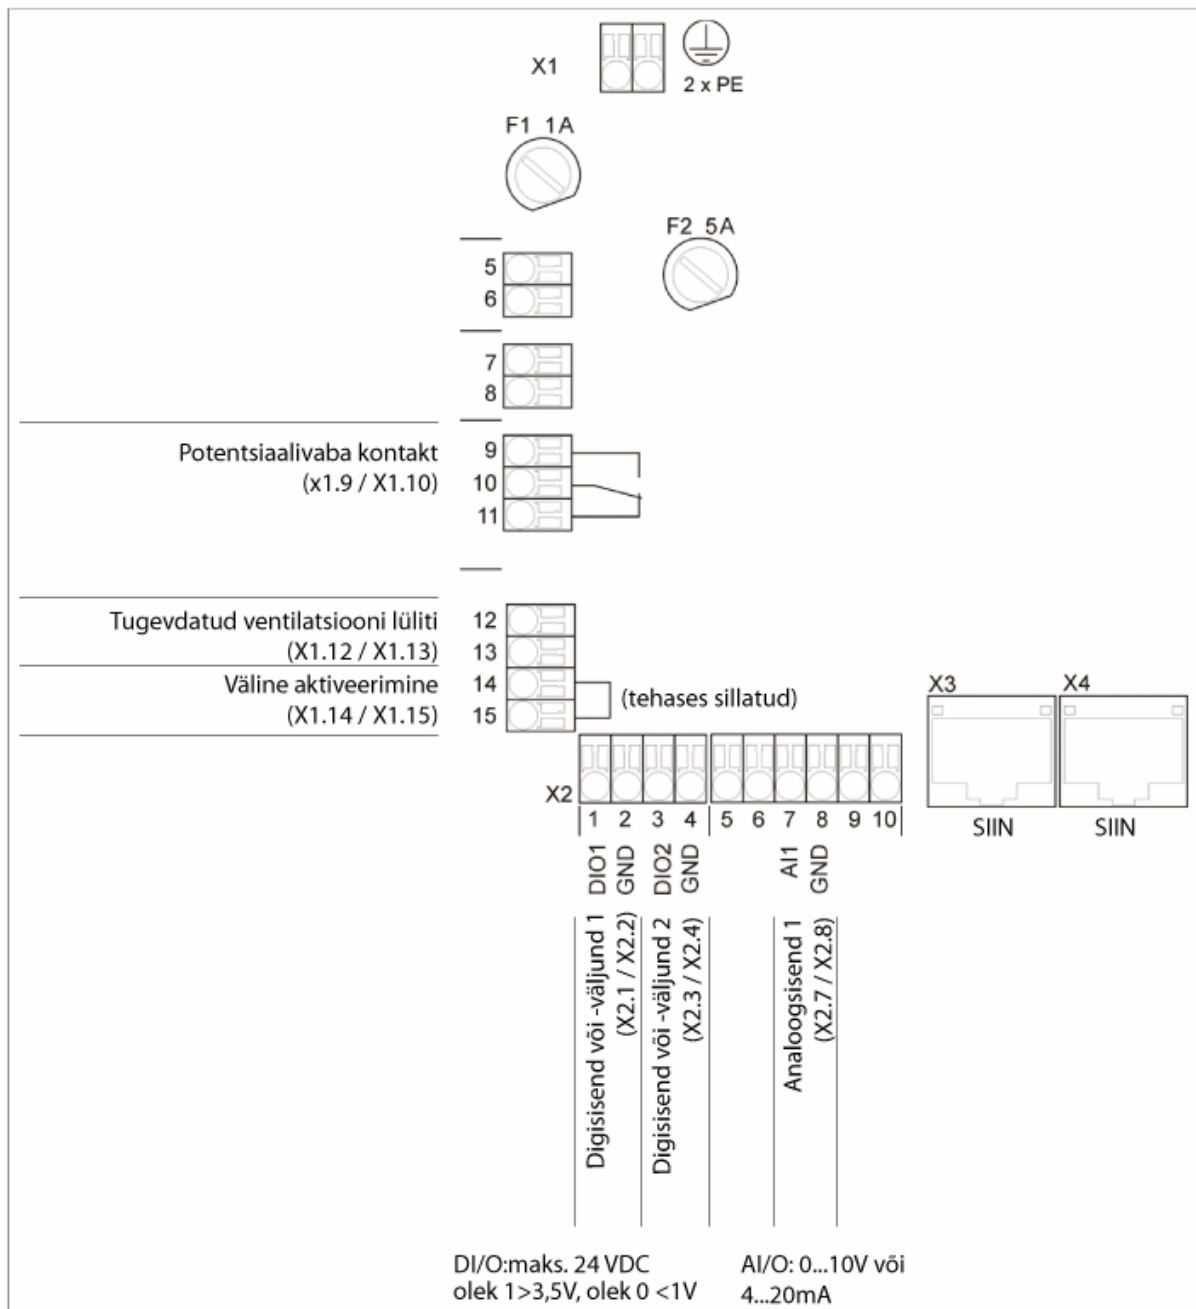 X1
2 x PE
F1 1A
F2 5A
5
6
7
8
Potentsiaalivaba kontakt
(x1.9 / X1.10)
9
10
11
Tugevdatud ventilatsiooni lüliti
(X1.12 / X1.13)
12
13
Väline aktiveerimine
(X1.14 / X1.15)
14
15
(tehases sillatud)
X3
X4
X2
SIIN
SIIN
1 2 3 4 5 6 7 8 9 10
DIO1
GND
DIO2
GND
AI1
GND
Digisisend või -väljund 1
(X2.1 / X2.2)
Digisisend või -väljund 2
(X2.3 / X2.4)
Analoogsisend 1
(X2.7 / X2.8)
DI/O:maks. 24 VDC
olek 1>3,5V, olek 0 <1V
AI/O: 0...10V või
4...20mA